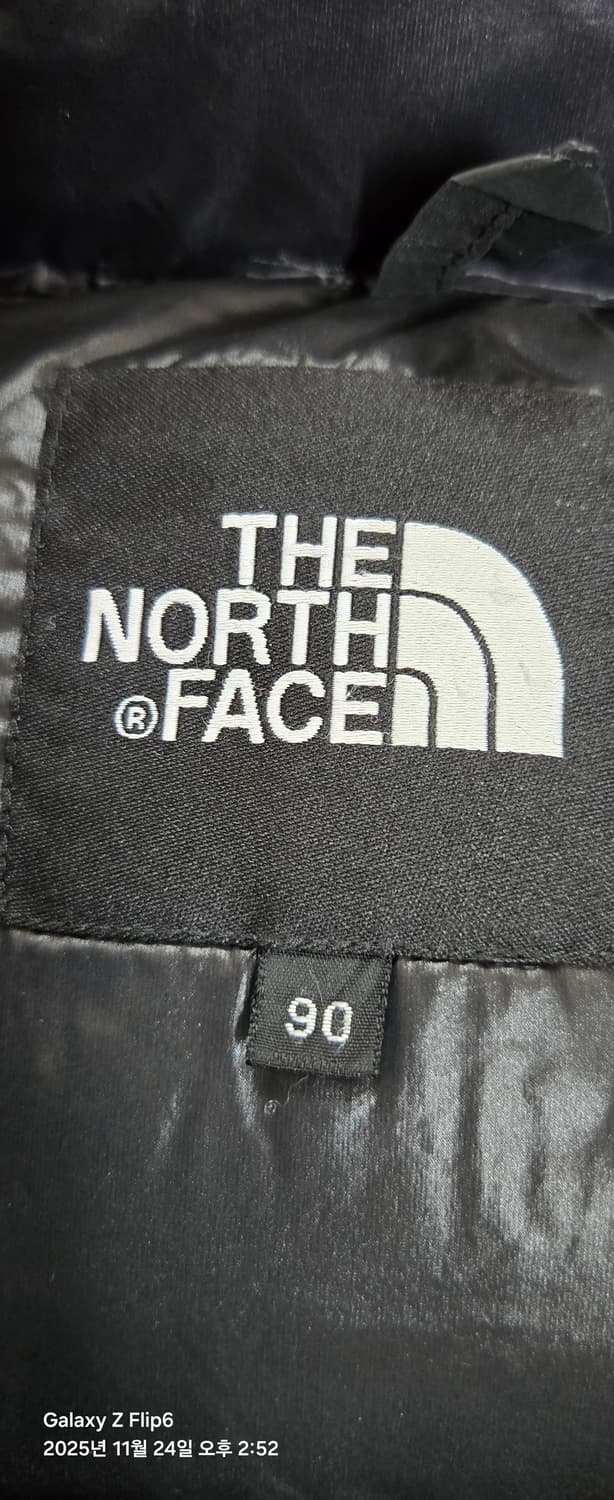 THE
NORTH
®FACE
90
Galaxy Z Flip6
2025년 11월 24일 오후 2:52